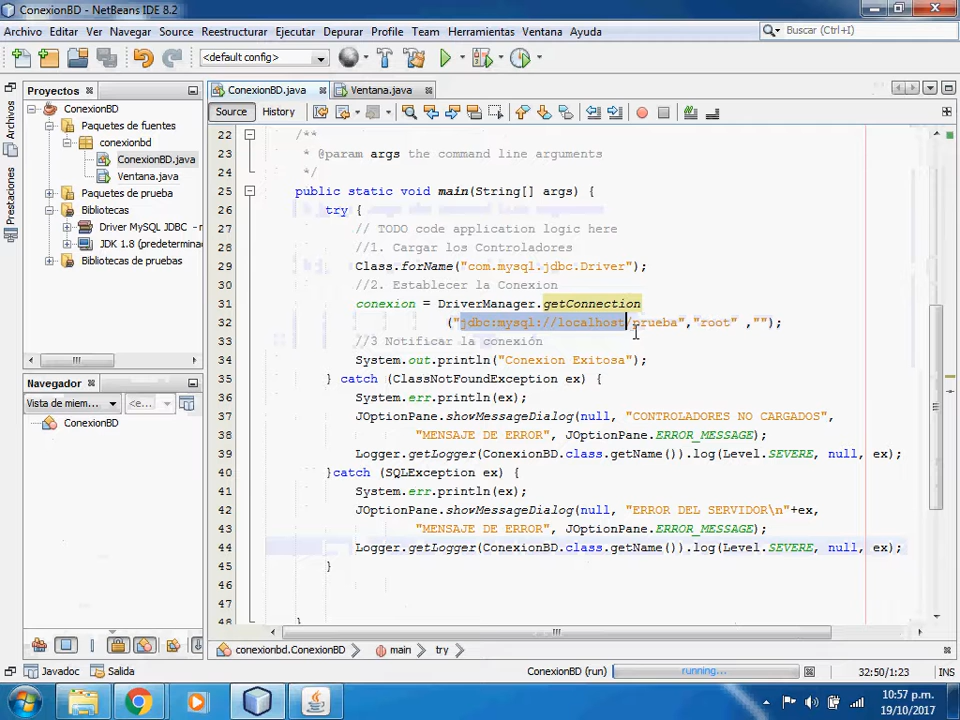 ConexionBD - NetBeans IDE 8.2
Archivo Editar Ver Navegar Source Reestructurar Ejecutar Depurar Profile Team Herramientas Ventana Ayuda
Buscar (Ctrl+I)
<default config>
Archivos
Prestaciones
Proyectos
ConexionBD
Paquetes de fuentes
conexionbd
ConexionBD.java
Ventana.java
Paquetes de prueba
Bibliotecas
Driver MySQL JDBC -
JDK 1.8 (predetermina
Bibliotecas de pruebas
Navegador
Vista de miem...
<e...
ConexionBD
ConexionBD.java Ventana.java
Source History
22 /**
23 * @param args the command line arguments
24 */
25 public static void main(String[] args) {
26 try {
27 // TODO code application logic here
28 //1. Cargar los Controladores
29 Class.forName("com.mysql.jdbc.Driver");
30 //2. Establecer la Conexion
31 conexion = DriverManager.getConnection
32 ("jdbc:mysql://localhost/prueba","root" ,"");
33 //3 Notificar la conexión
34 System.out.println("Conexion Exitosa");
35 } catch (ClassNotFoundException ex) {
36 System.err.println(ex);
37 JOptionPane.showMessageDialog(null, "CONTROLADORES NO CARGADOS",
38 "MENSAJE DE ERROR", JOptionPane.ERROR_MESSAGE);
39 Logger.getLogger(ConexionBD.class.getName()).log(Level.SEVERE, null, ex);
40 }catch (SQLException ex) {
41 System.err.println(ex);
42 JOptionPane.showMessageDialog(null, "ERROR DEL SERVIDOR\n"+ex,
43 "MENSAJE DE ERROR", JOptionPane.ERROR_MESSAGE);
44 Logger.getLogger(ConexionBD.class.getName()).log(Level.SEVERE, null, ex);
45 }
46
47
48 }
conexionbd.ConexionBD main try
Javadoc Salida
ConexionBD (run) running... 32:50/1:23 INS
10:57 p.m.
19/10/2017